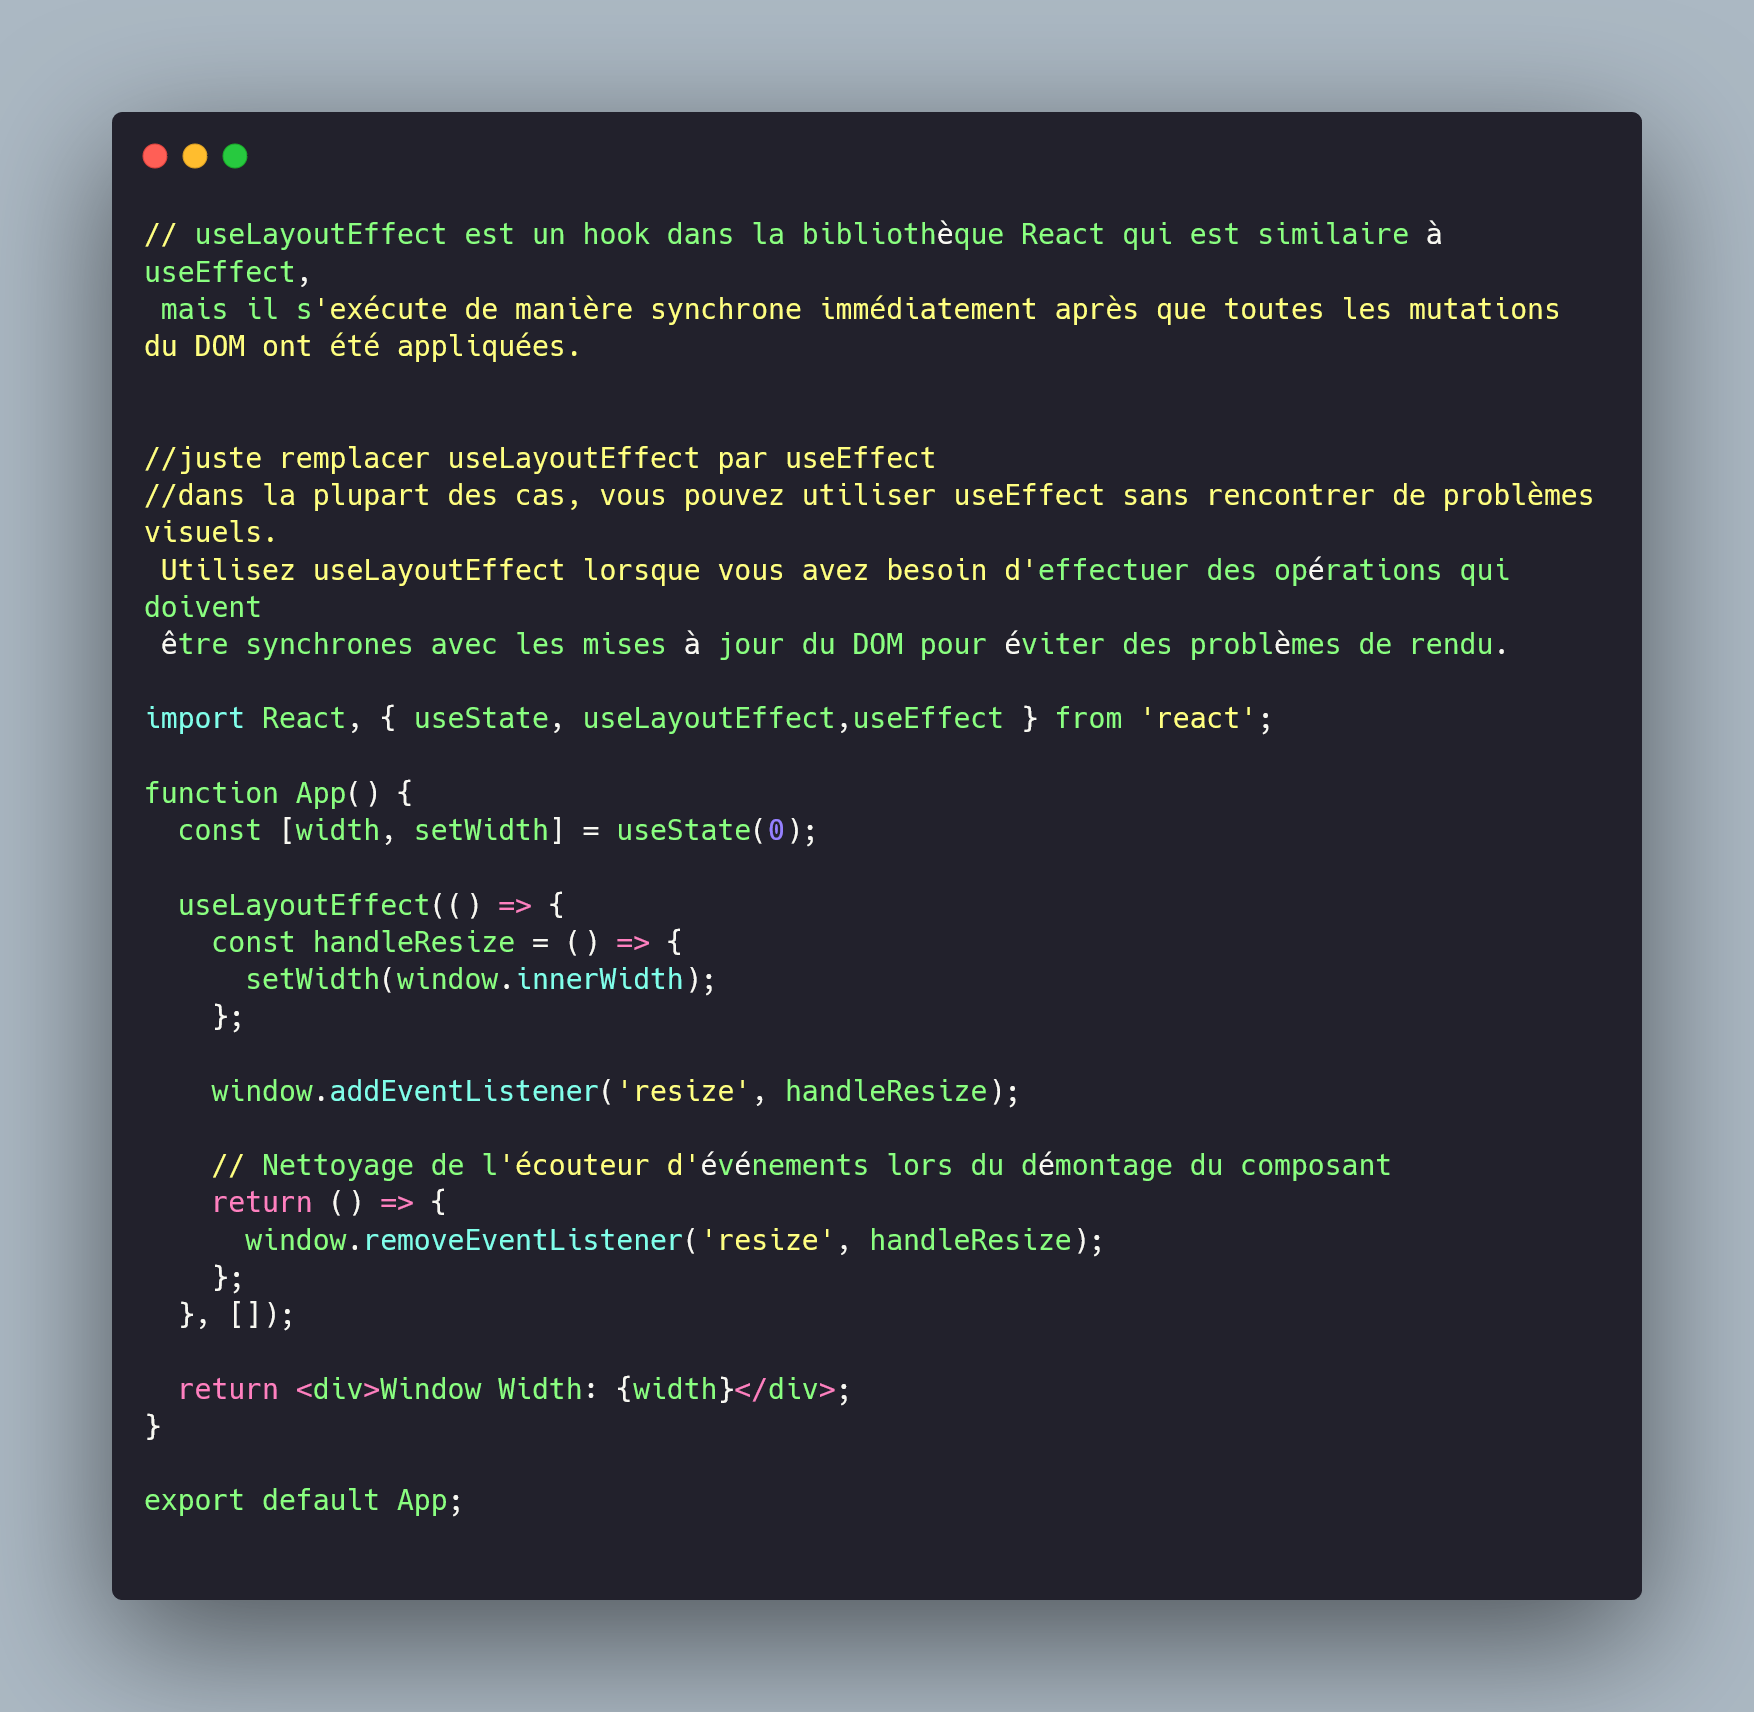 // useLayoutEffect est un hook dans la bibliothèque React qui est similaire à
useEffect,
 mais il s'exécute de manière synchrone immédiatement après que toutes les mutations
du DOM ont été appliquées.


//juste remplacer useLayoutEffect par useEffect
//dans la plupart des cas, vous pouvez utiliser useEffect sans rencontrer de problèmes
visuels.
 Utilisez useLayoutEffect lorsque vous avez besoin d'effectuer des opérations qui
doivent
 être synchrones avec les mises à jour du DOM pour éviter des problèmes de rendu.

import React, { useState, useLayoutEffect,useEffect } from 'react';

function App() {
  const [width, setWidth] = useState(0);

  useLayoutEffect(() => {
    const handleResize = () => {
      setWidth(window.innerWidth);
    };

    window.addEventListener('resize', handleResize);

    // Nettoyage de l'écouteur d'événements lors du démontage du composant
    return () => {
      window.removeEventListener('resize', handleResize);
    };
  }, []);

  return <div>Window Width: {width}</div>;
}

export default App;